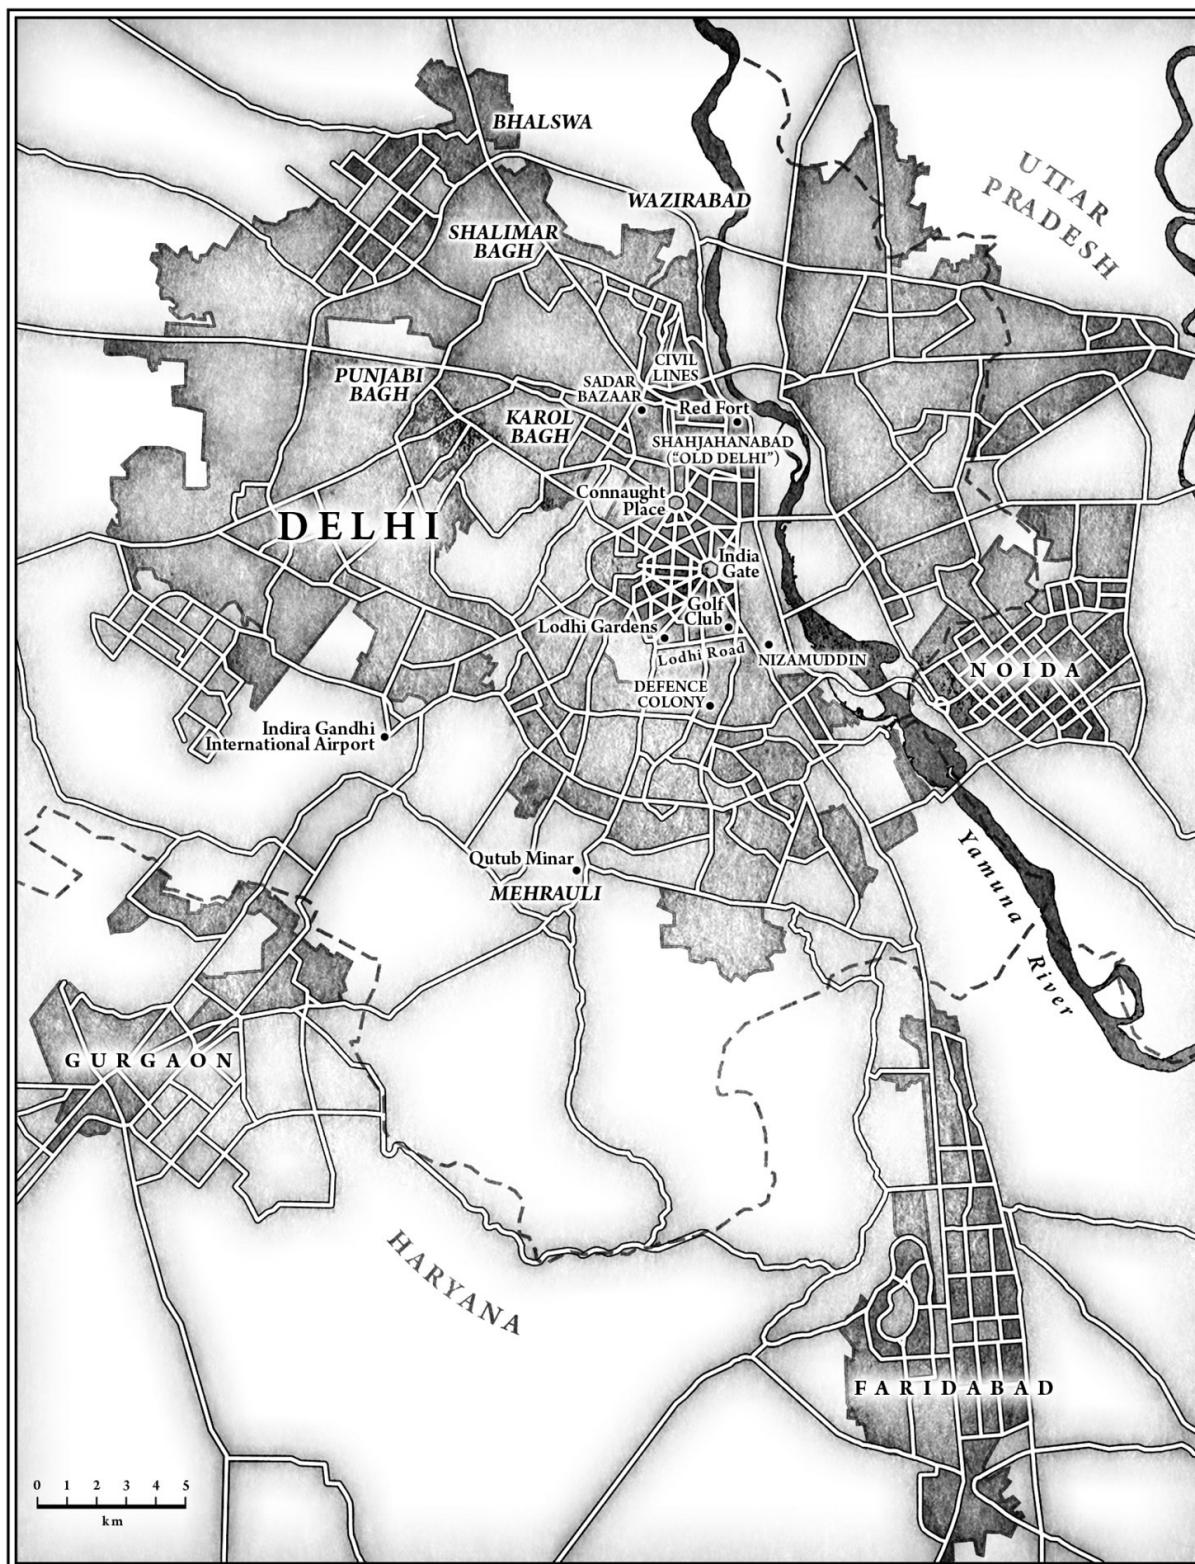 BHALSWA
UTTAR
PRADESH
WAZIRABAD
SHALIMAR
BAGH
CIVIL
LINES
PUNJABI
BAGH
SADAR
BAZAAR
KAROL
BAGH
Red Fort
SHAHJAHANABAD
("OLD DELHI")
Connaught
Place
DELHI
India
Gate
Golf
Club
Lodhi Gardens
Lodhi Road
NIZAMUDDIN
NOIDA
DEFENCE
COLONY
Indira Gandhi
International Airport
Qutub Minar
MEHRAULI
Yamuna River
GURGAON
HARYANA
FARIDABAD
0 1 2 3 4 5
km